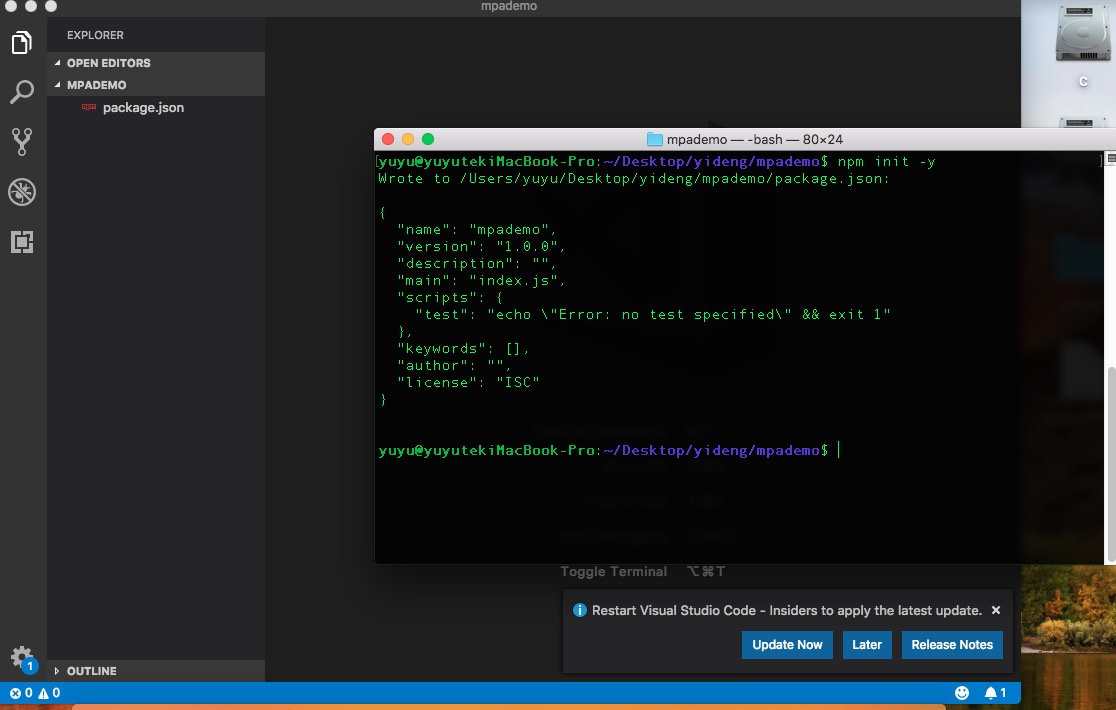 mpademo
EXPLORER
OPEN EDITORS
MPADEMO
package.json
C
mpademo — -bash — 80×24
[yuyu@yuyutekiMacBook-Pro:~/Desktop/yideng/mpademo$ npm init -y ]
Wrote to /Users/yuyu/Desktop/yideng/mpademo/package.json:
{
"name": "mpademo",
"version": "1.0.0",
"description": "",
"main": "index.js",
"scripts": {
"test": "echo \"Error: no test specified\" && exit 1"
},
"keywords": [],
"author": "",
"license": "ISC"
}
yuyu@yuyutekiMacBook-Pro:~/Desktop/yideng/mpademo$
Toggle Terminal ⌥⌘T
Restart Visual Studio Code - Insiders to apply the latest update. ×
Update Now Later Release Notes
1
OUTLINE
0 0 1